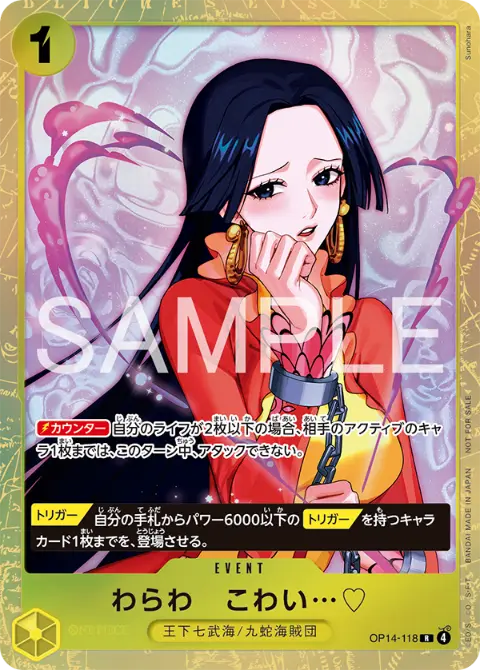 1
Sunohara
SAMPLE
カウンター 自分のライフが2枚以下の場合、相手のアクティブのキャ
ラ1枚までは、このターン中、アタックできない。
トリガー 自分の手札からパワー6000以下の トリガー を持つキャラ
カード1枚までを、登場させる。
EVENT
わらわ こわい…♡
王下七武海/九蛇海賊団
OP14-118 R 4
BANDAI MADE IN JAPAN NOT FOR SALE